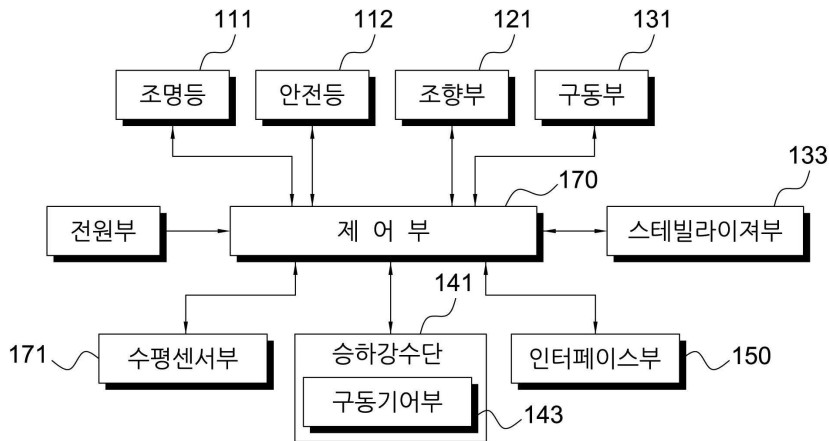 111
112
121
131
조명등
안전등
조향부
구동부
170
133
전원부
제 어 부
스테빌라이져부
141
171
수평센서부
승하강수단
인터페이스부
150
구동기어부
143